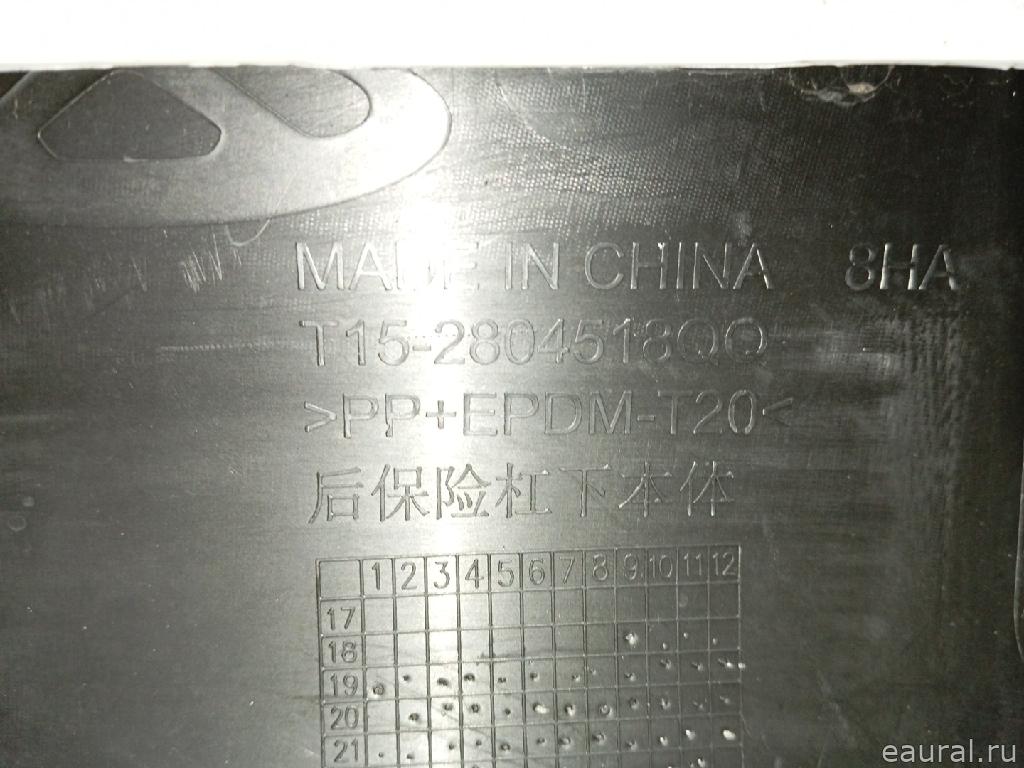 MADE IN CHINA 8HA
T15-2804518QQ
>PP+EPDM-T20<
后保险杠下本体
1 2 3 4 5 6 7 8 9 10 11 12
17
18
19
20
21
eaural.ru